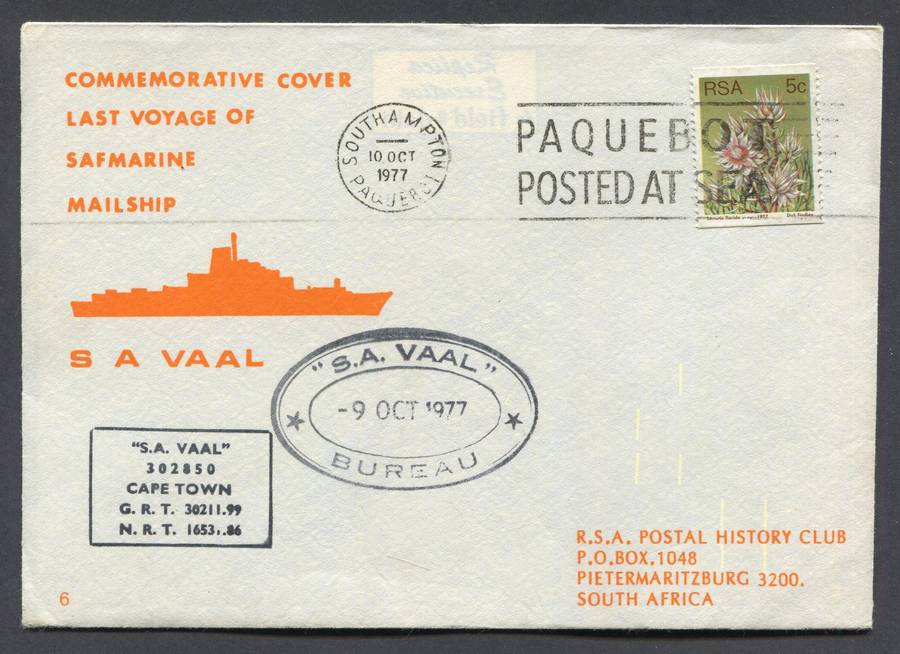 COMMEMORATIVE COVER
LAST VOYAGE OF
SAFMARINE
MAILSHIP
SOUTHAMPTON
10 OCT
1977
PAQUEBOT
PAQUEBOT
POSTED AT SEA
RSA 5c
1977
S A VAAL
"S.A. VAAL"
-9 OCT 1977
BUREAU
"S.A. VAAL"
302850
CAPE TOWN
G. R. T. 30211.99
N. R. T. 16531.86
R.S.A. POSTAL HISTORY CLUB
P.O.BOX.1048
PIETERMARITZBURG 3200.
SOUTH AFRICA
6